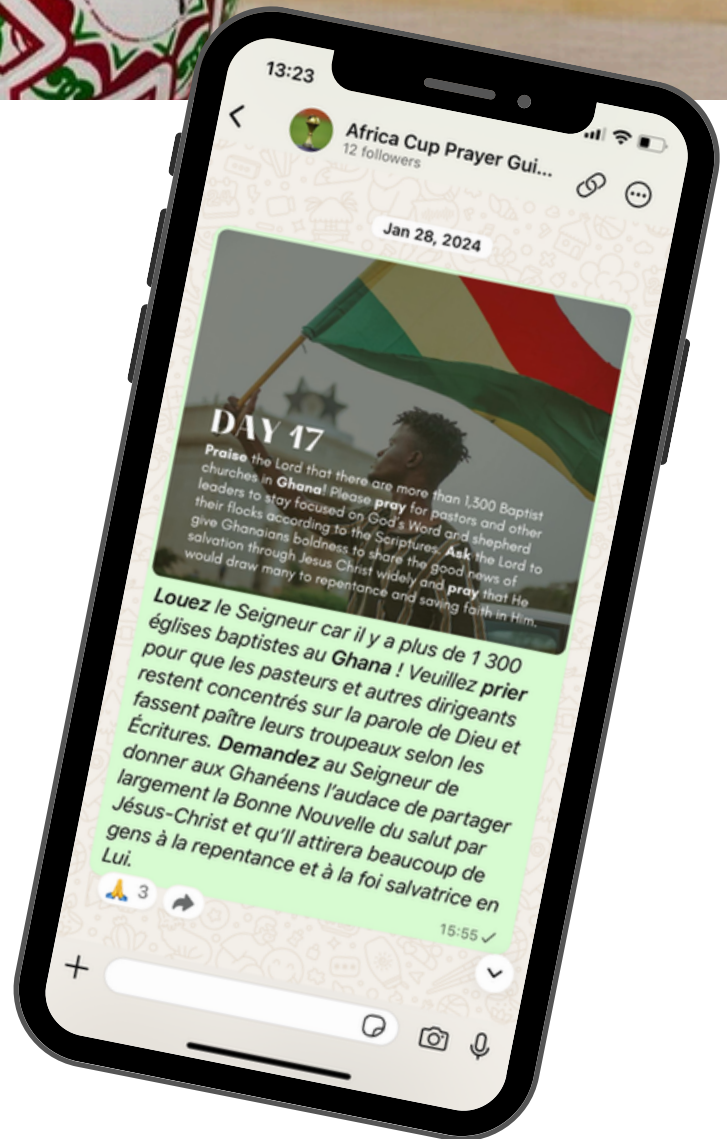 13:23
Africa Cup Prayer Gui...
12 followers
Jan 28, 2024
DAY 17
Praise the Lord that there are more than 1,300 Baptist
churches in Ghana! Please pray for pastors and other
leaders to stay focused on God's Word and shepherd
their flocks according to the Scriptures. Ask the Lord to
give Ghanaians boldness to share the good news of
salvation through Jesus Christ widely and pray that He
would draw many to repentance and saving faith in Him.
Louez le Seigneur car il y a plus de 1 300
églises baptistes au Ghana ! Veuillez prier
pour que les pasteurs et autres dirigeants
restent concentrés sur la parole de Dieu et
fassent paître leurs troupeaux selon les
Écritures. Demandez au Seigneur de
donner aux Ghanéens l'audace de partager
largement la Bonne Nouvelle du salut par
Jésus-Christ et qu'Il attirera beaucoup de
gens à la repentance et à la foi salvatrice en
Lui.
3
15:55